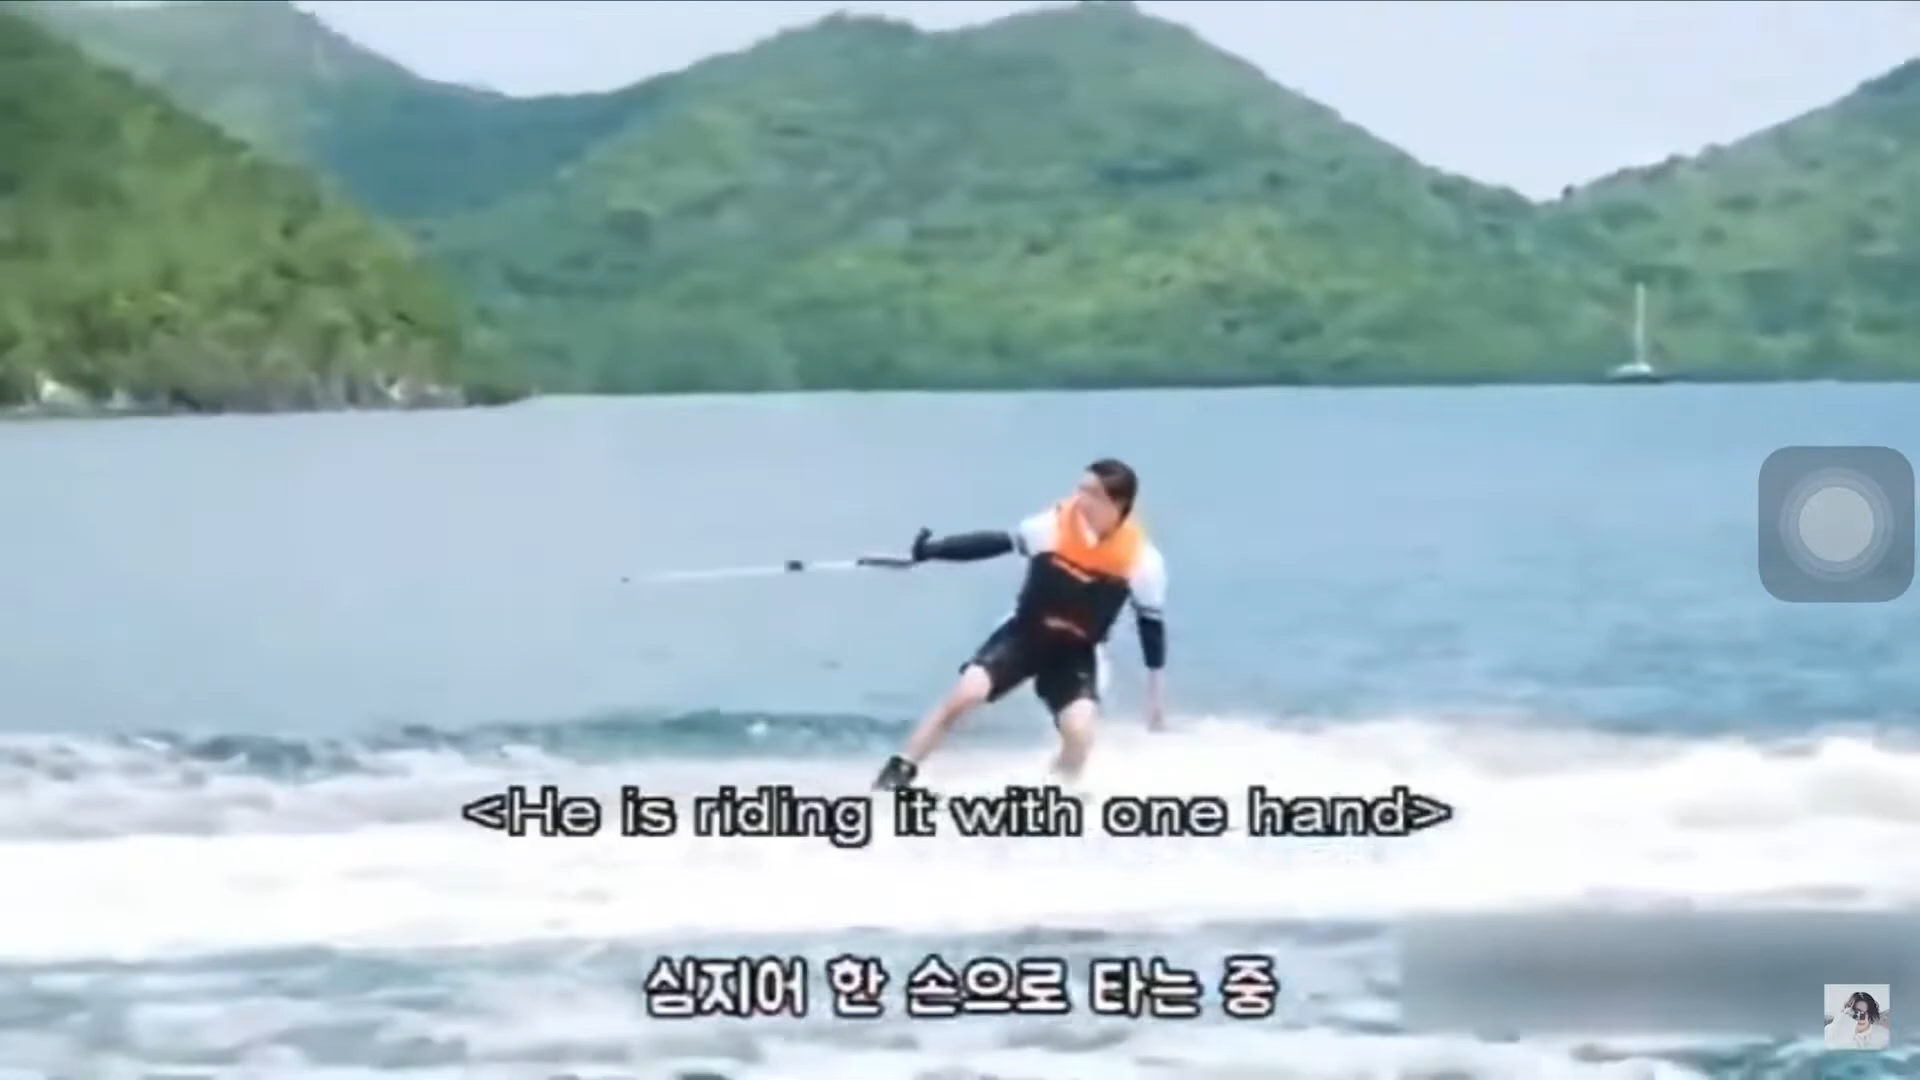 <He is riding it with one hand>
심지어 한 손으로 타는 중